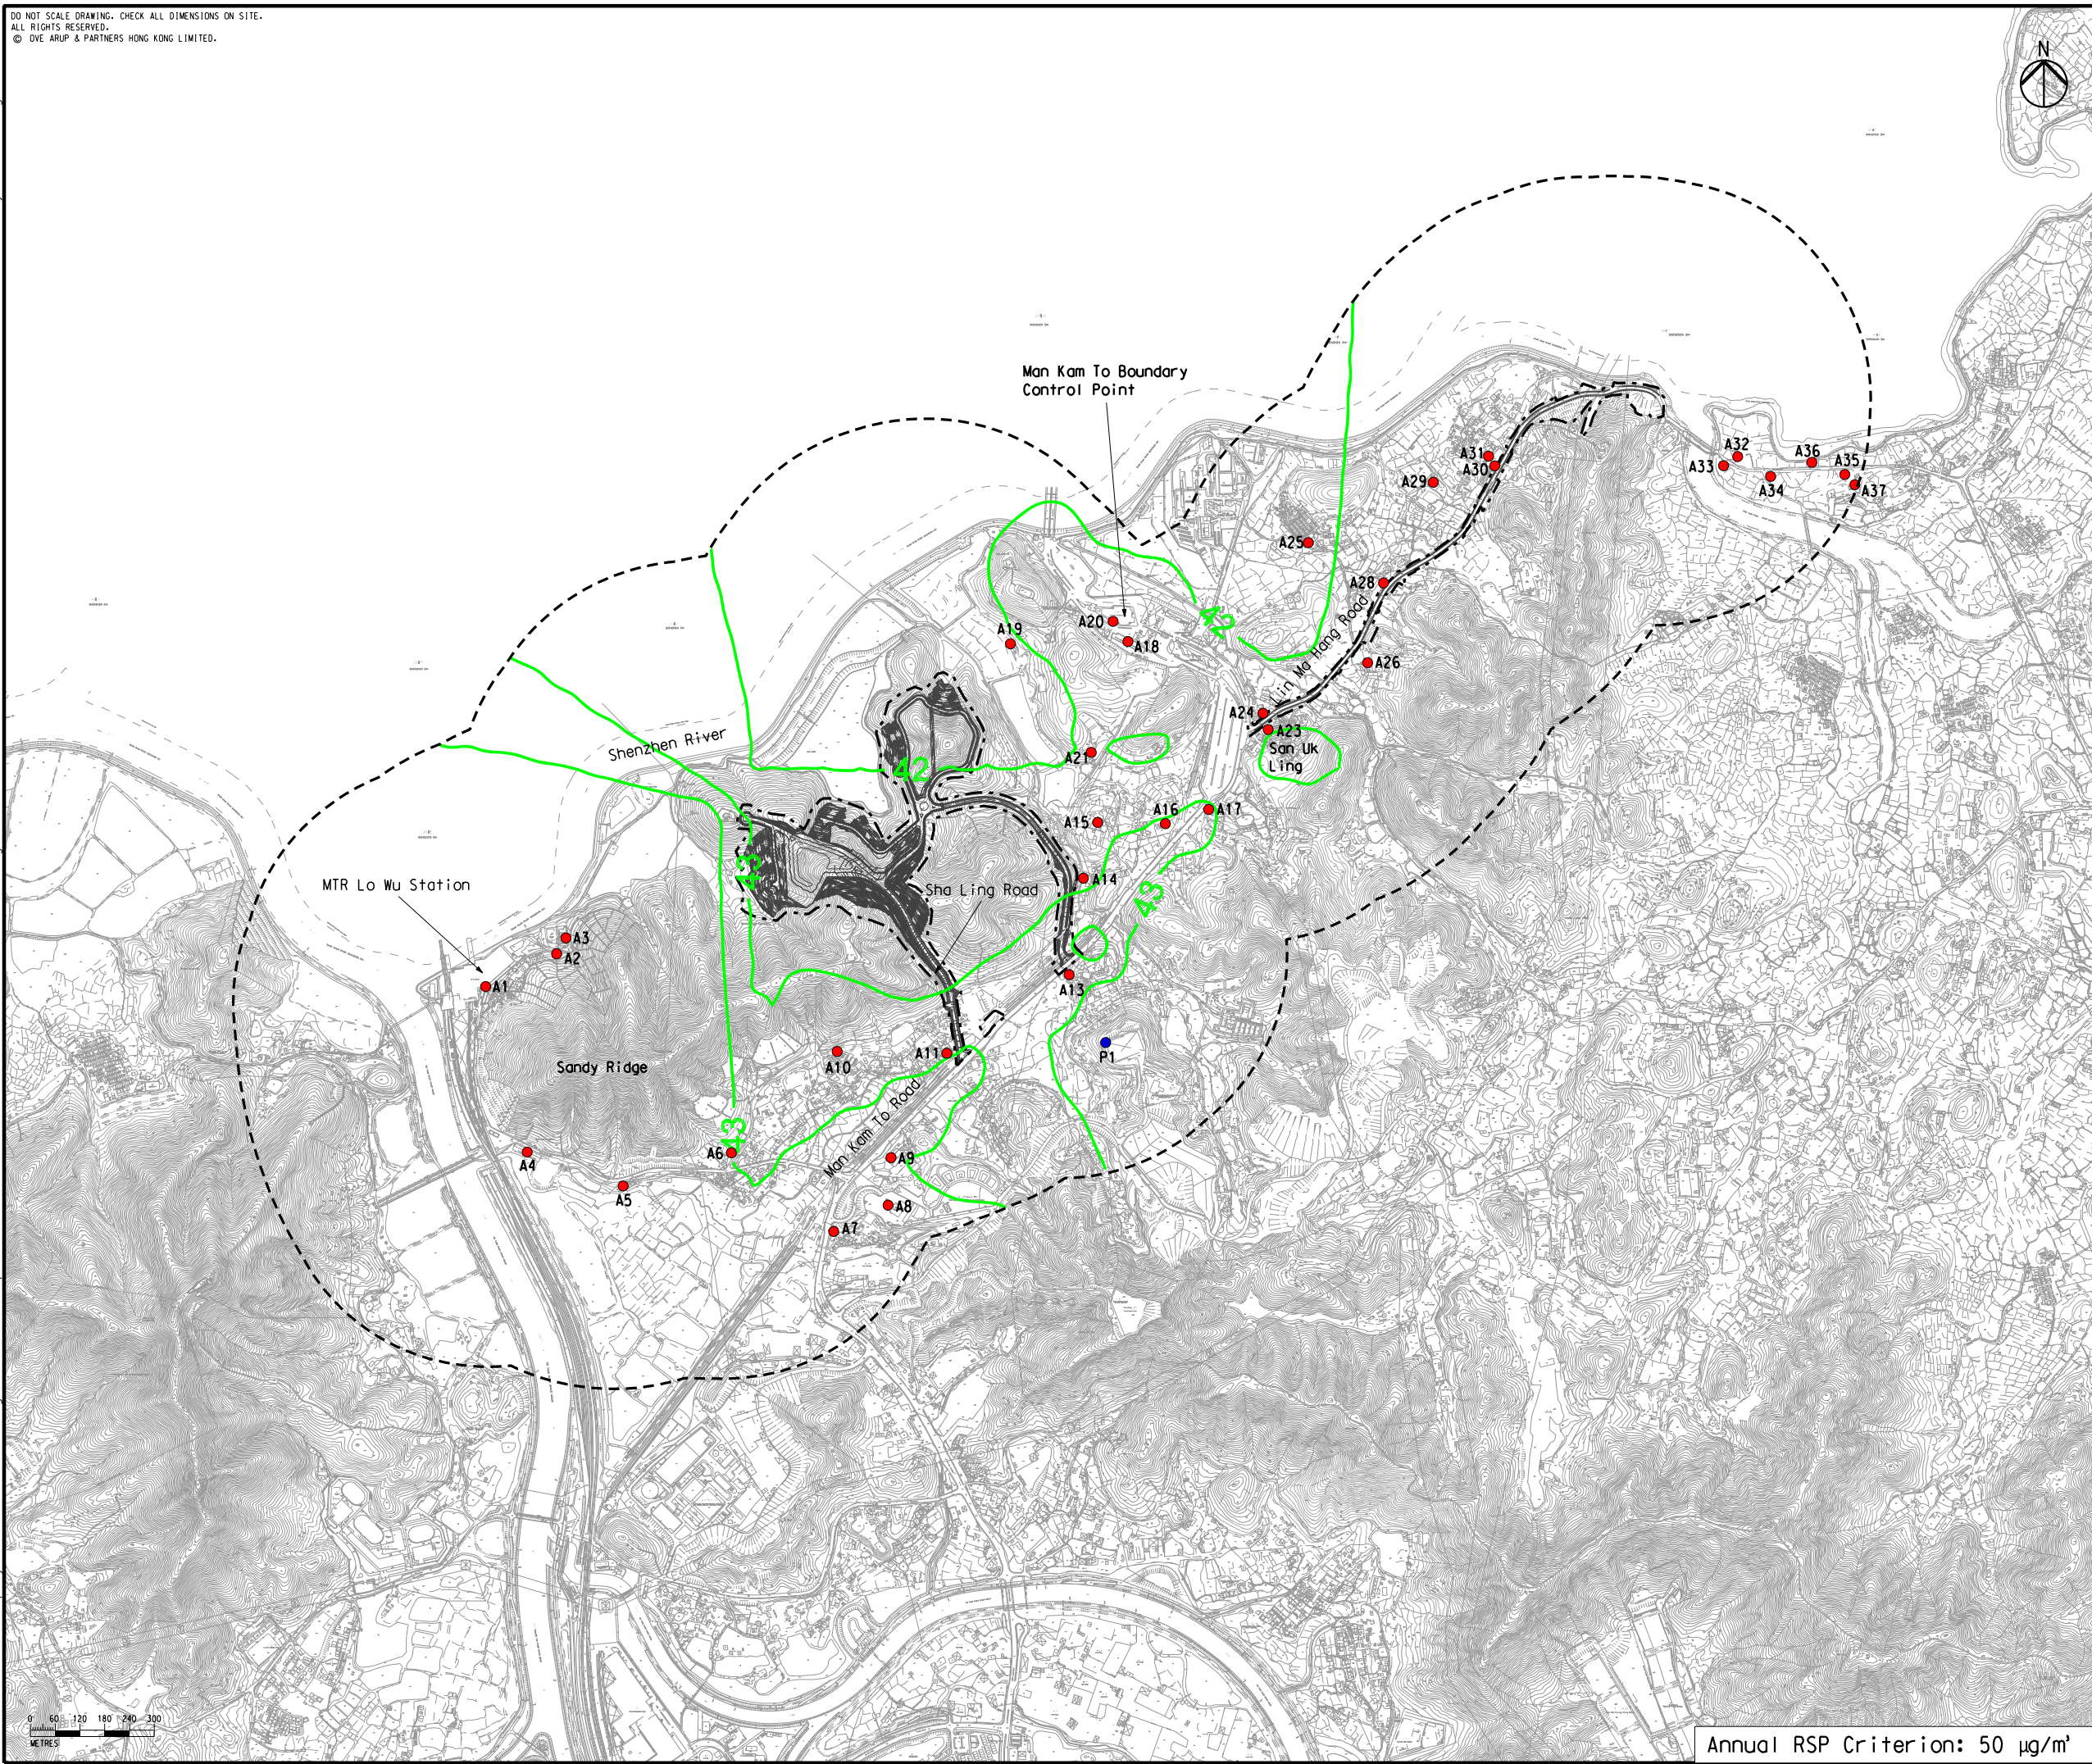 DO NOT SCALE DRAWING. CHECK ALL DIMENSIONS ON SITE.
ALL RIGHTS RESERVED.
© OVE ARUP & PARTNERS HONG KONG LIMITED.
N
Man Kam To Boundary
Control Point
A32
A31
A33
A30
A36
A35
A29
A34
A37
A25
A28
42
A20
A19
A18
Lin Ma Hang Road
A26
A24
A23
Shenzhen River
San Uk
Ling
A21
42
A16
A17
A15
43
MTR Lo Wu Station
A14
Sha Ling Road
43
A3
A2
A1
A13
P1
A11
Sandy Ridge
A10
Man Kam To Road
43
A6
A4
A9
A5
A8
A7
0 60 120 180 240 300
METRES
Annual RSP Criterion: 50 µg/m³